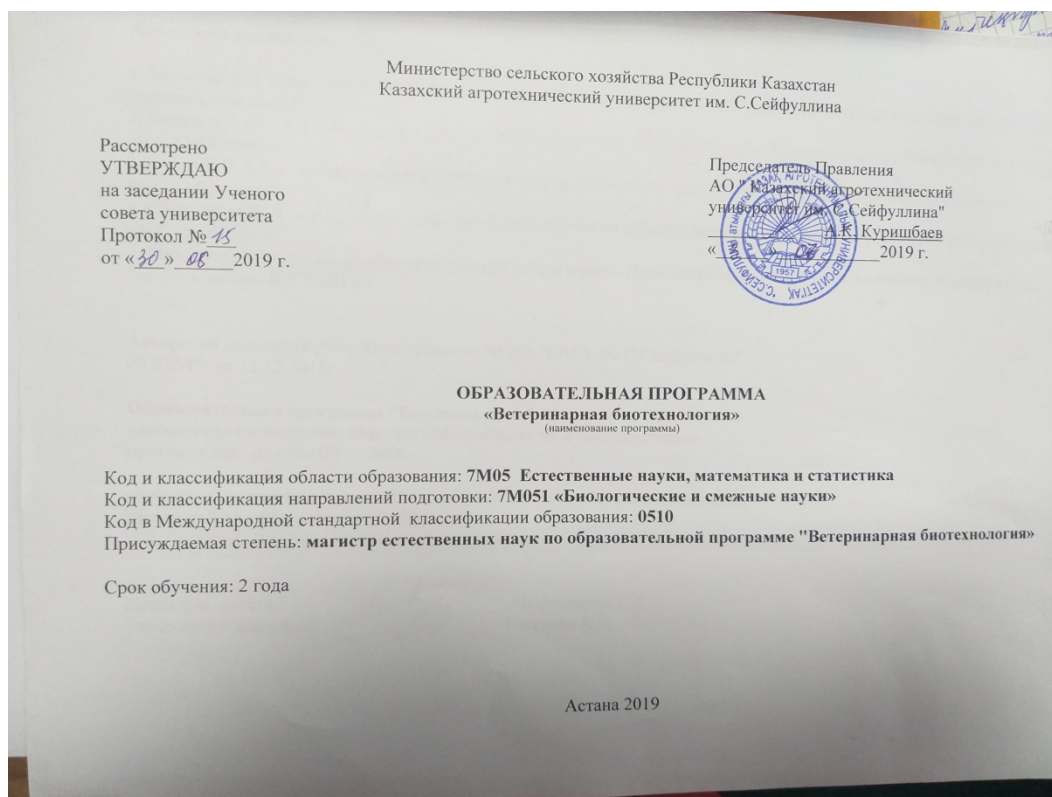 Министерство сельского хозяйства Республики Казахстан
Казахский агротехнический университет им. С.Сейфуллина
Рассмотрено
УТВЕРЖДАЮ
на заседании Ученого
совета университета
Протокол № 15
от «30» 06 2019 г.
Председатель Правления
АО " Казахский агротехнический
университет им. С.Сейфуллина"
А.К. Куришбаев
« » 2019 г.
1957
ОБРАЗОВАТЕЛЬНАЯ ПРОГРАММА
«Ветеринарная биотехнология»
(наименование программы)
Код и классификация области образования: 7М05 Естественные науки, математика и статистика
Код и классификация направлений подготовки: 7М051 «Биологические и смежные науки»
Код в Международной стандартной классификации образования: 0510
Присуждаемая степень: магистр естественных наук по образовательной программе "Ветеринарная биотехнология»
Срок обучения: 2 года
Астана 2019